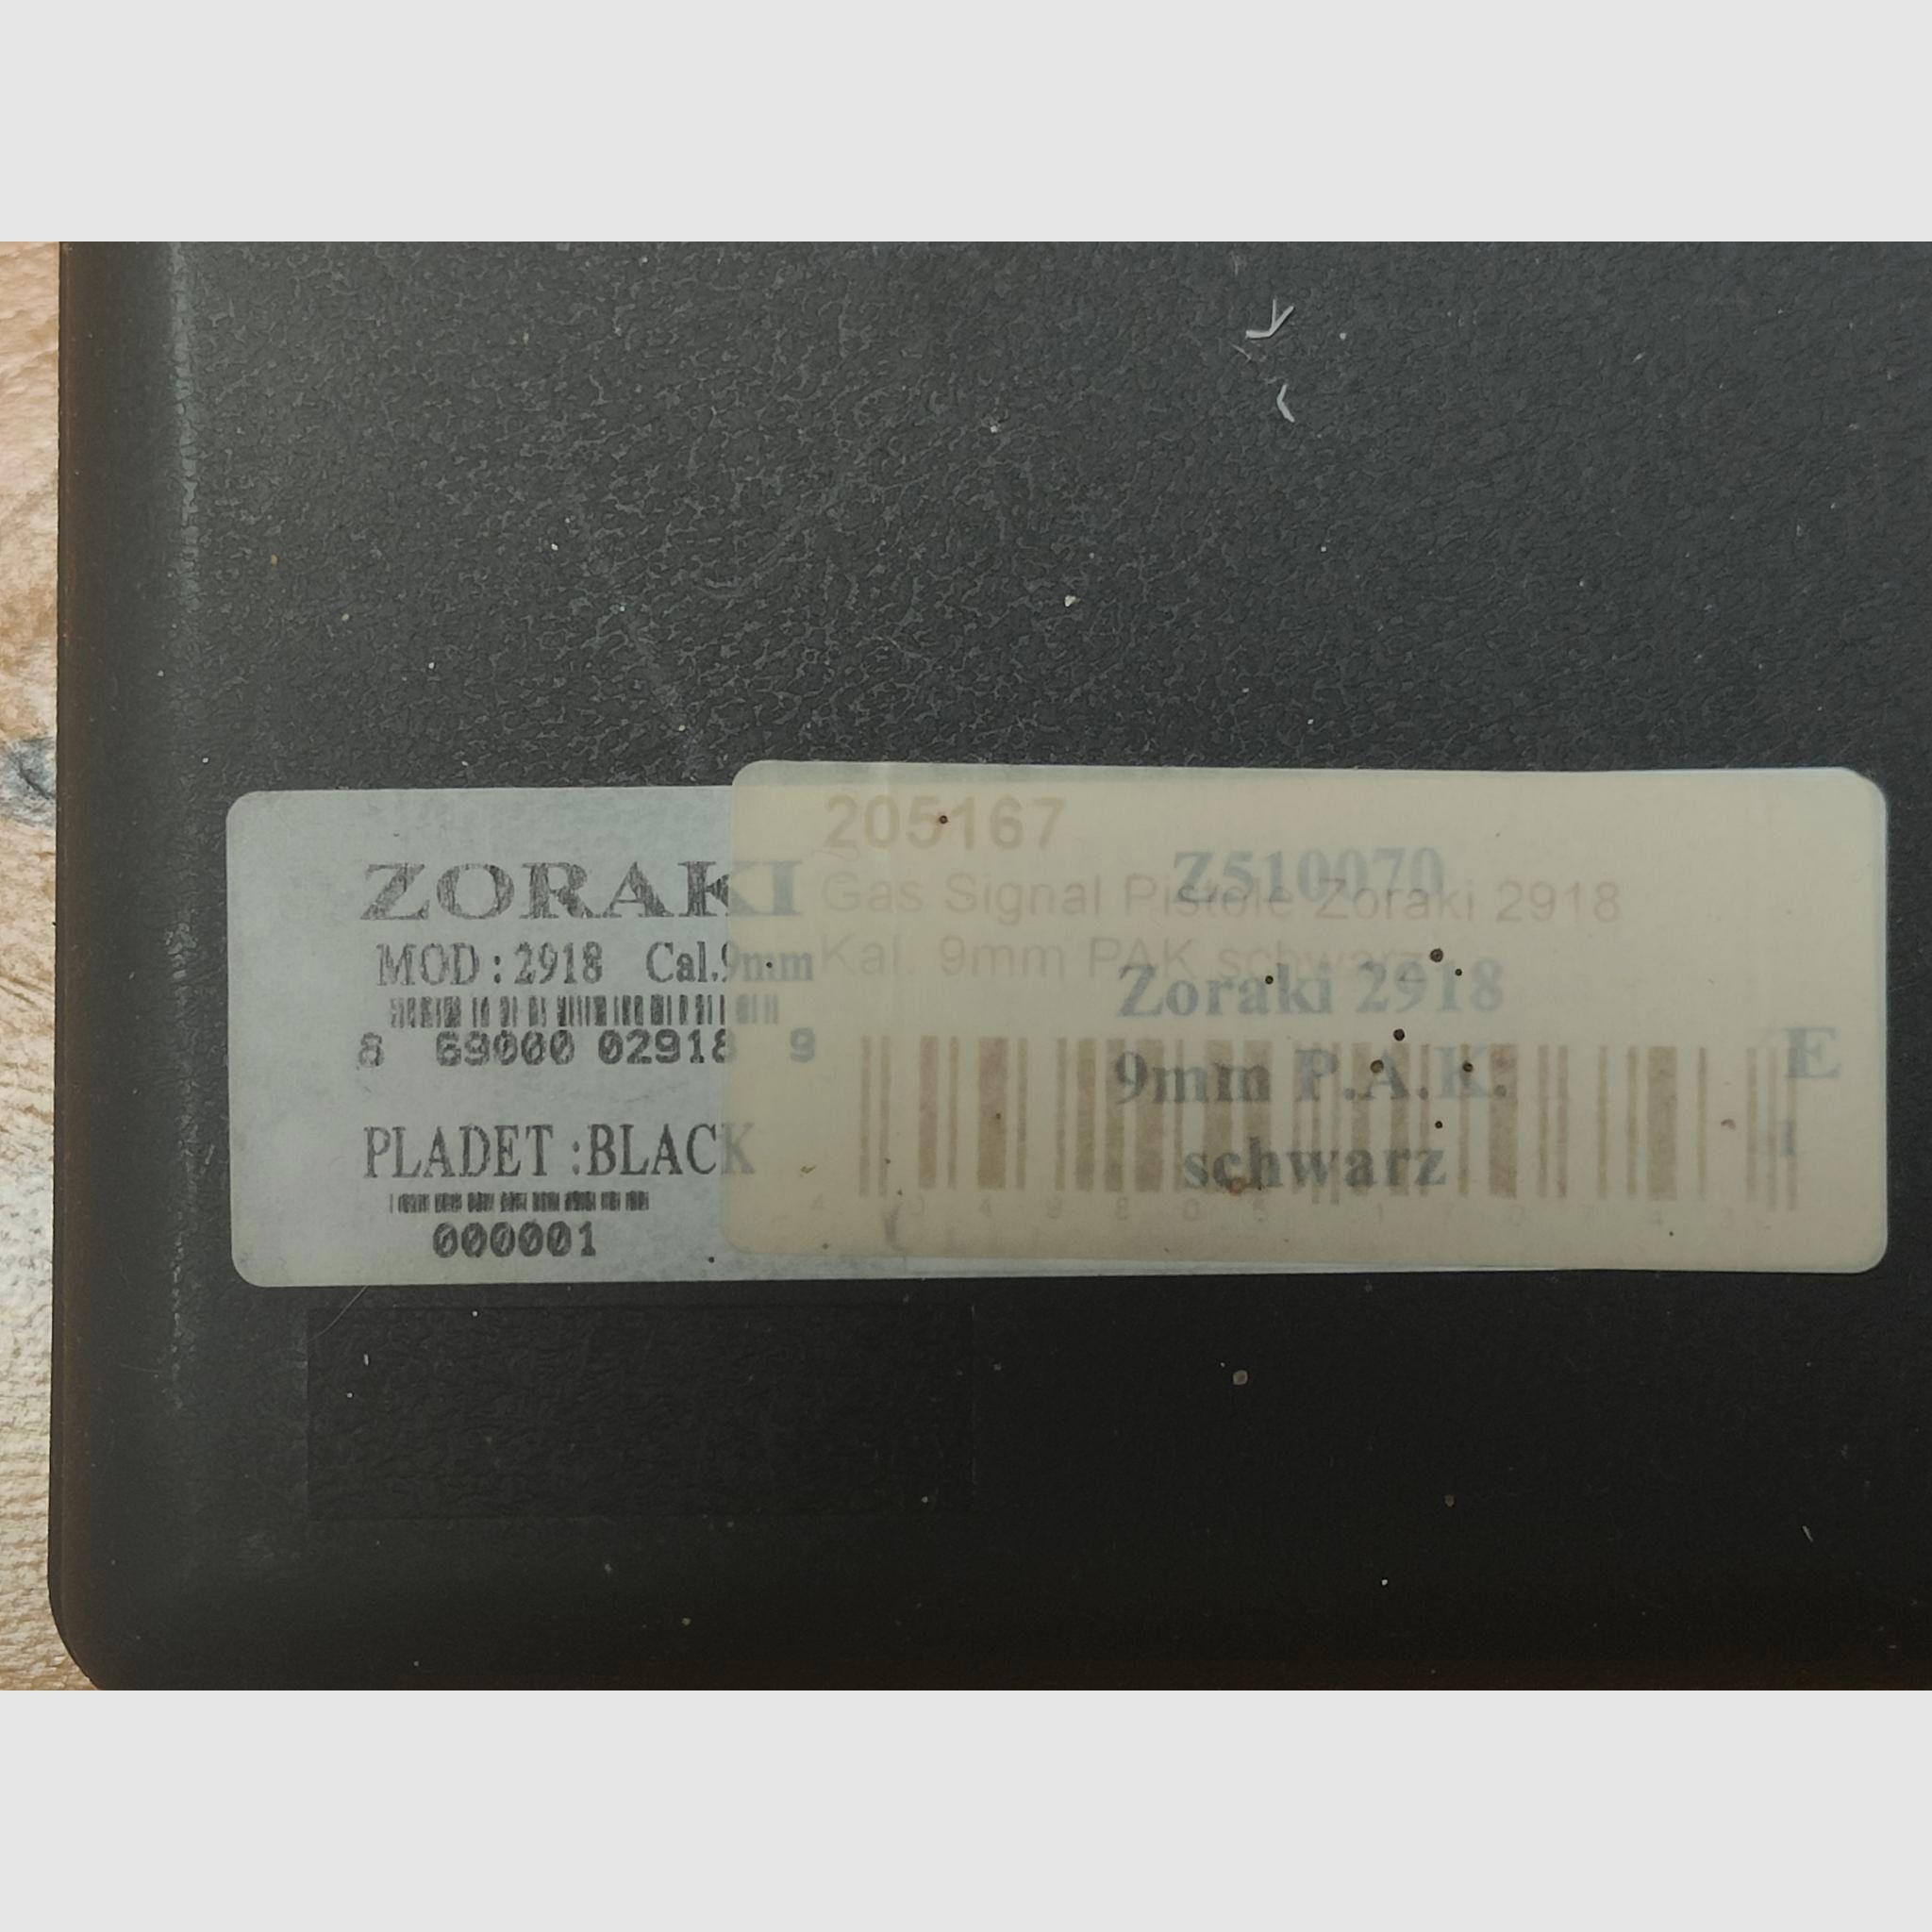 ZORAKI
MOD : 2918 Cal.9mm
8 69000 02918 9
PLADET :BLACK
000001
205167
Gas Signal Pistole Zoraki 2918
Kal. 9mm PAK schwarz
Z510070
Zoraki 2918
9mm P.A.K.
schwarz
E